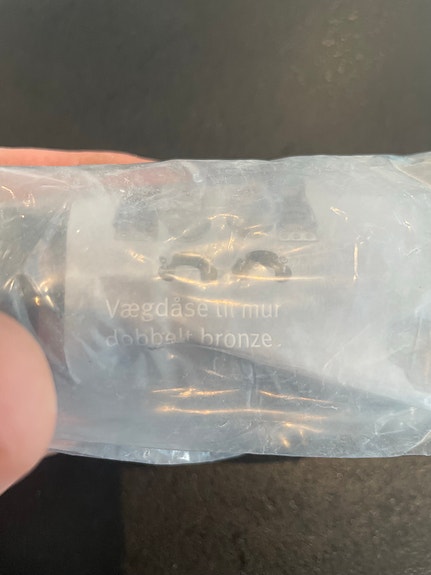 Vægdåse til mur
dobbelt bronze.